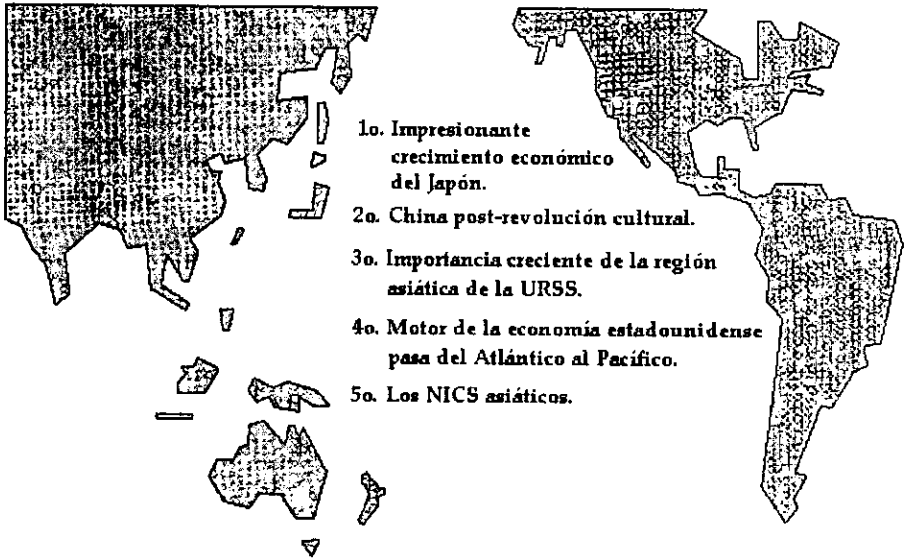 1o. Impresionante
crecimiento económico
del Japón.
2o. China post-revolución cultural.
3o. Importancia creciente de la región
asiática de la URSS.
4o. Motor de la economía estadounidense
pasa del Atlántico al Pacífico.
5o. Los NICS asiáticos.